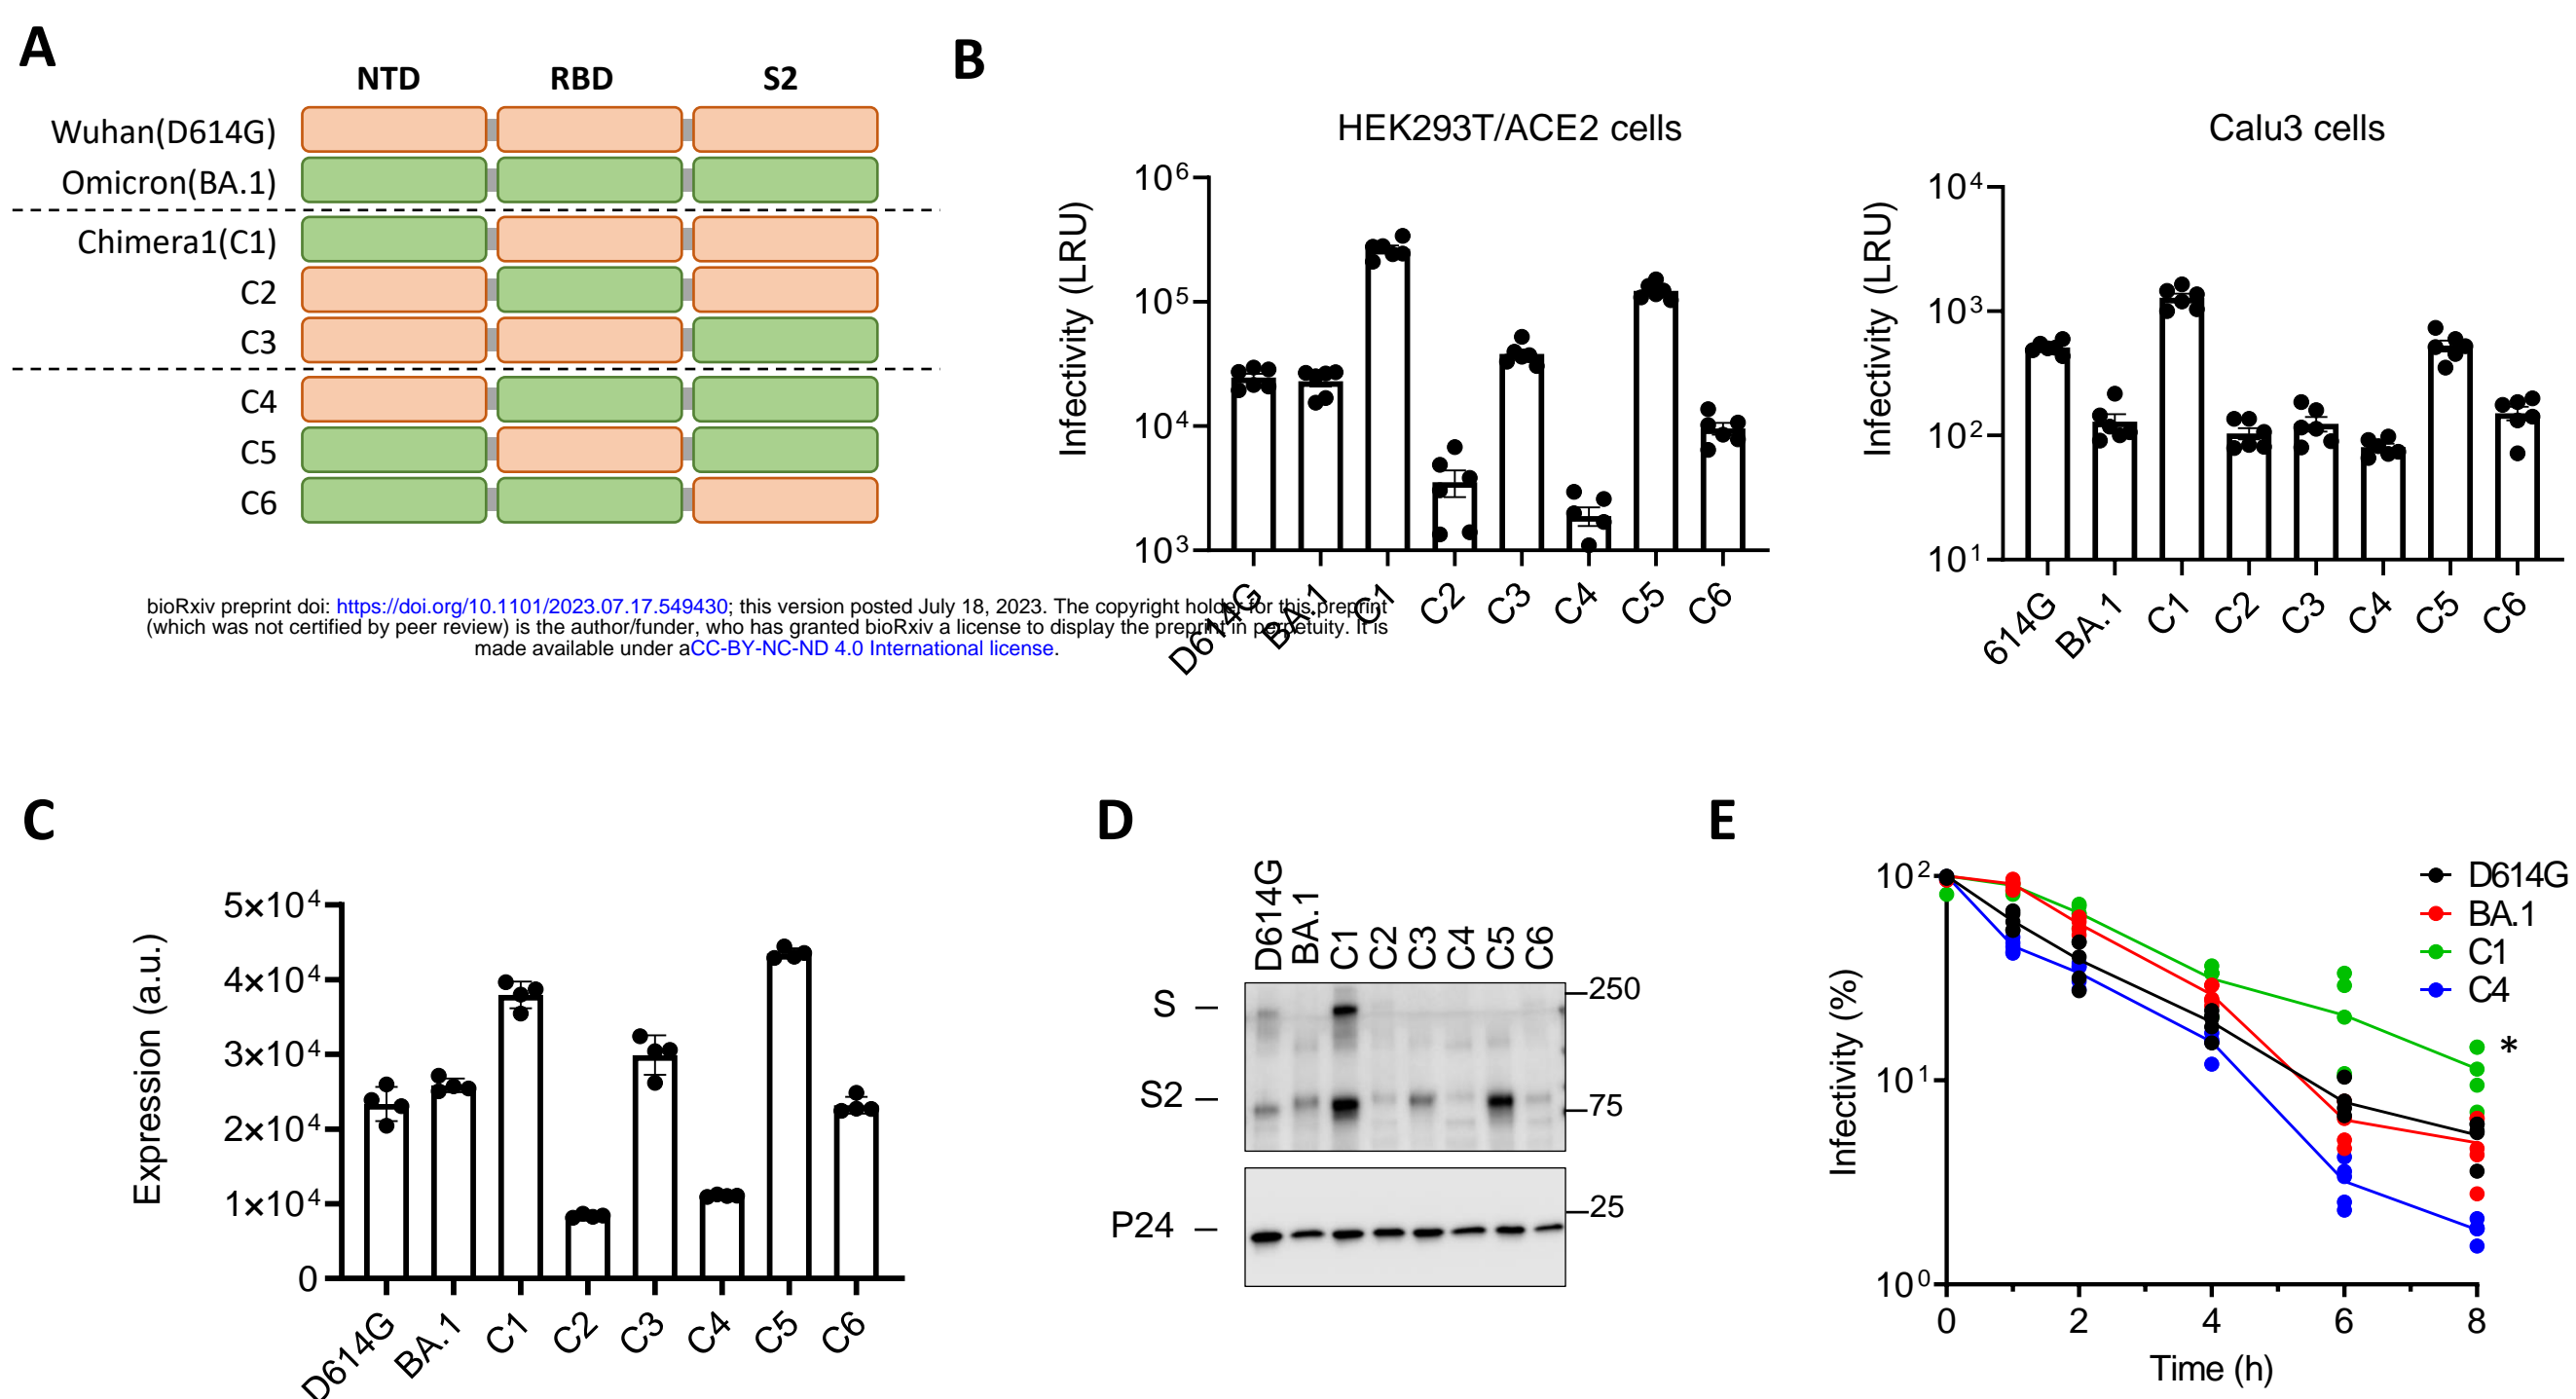 A
NTD RBD S2
Wuhan(D614G)
Omicron(BA.1)
Chimera1(C1)
C2
C3
C4
C5
C6
bioRxiv preprint doi: https://doi.org/10.1101/2023.07.17.549430; this version posted July 18, 2023. The copyright holder for this preprint
(which was not certified by peer review) is the author/funder, who has granted bioRxiv a license to display the preprint in perpetuity. It is
made available under aCC-BY-NC-ND 4.0 International license.
B
HEK293T/ACE2 cells
Infectivity (LRU)
10⁶
10⁵
10⁴
10³
D614G BA.1 C1 C2 C3 C4 C5 C6
Calu3 cells
Infectivity (LRU)
10⁴
10³
10²
10¹
614G BA.1 C1 C2 C3 C4 C5 C6
C
Expression (a.u.)
5×10⁴
4×10⁴
3×10⁴
2×10⁴
1×10⁴
0
D614G BA.1 C1 C2 C3 C4 C5 C6
D
D614G BA.1 C1 C2 C3 C4 C5 C6
S
S2
P24
250
75
25
E
Infectivity (%)
10²
10¹
10⁰
0 2 4 6 8
Time (h)
D614G
BA.1
C1
C4
*